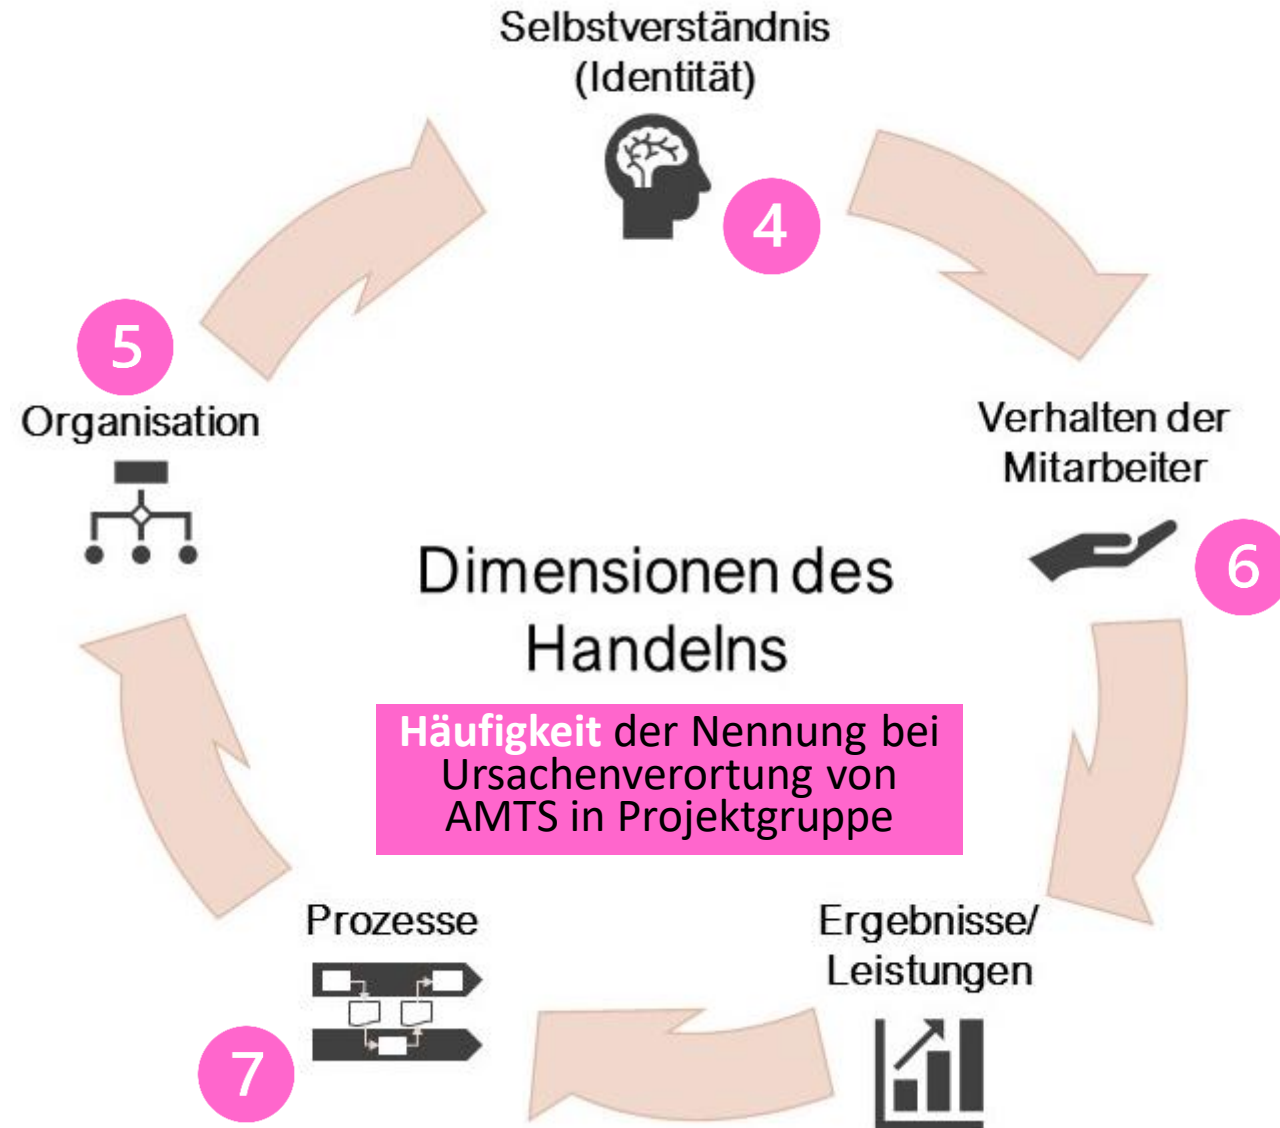 Selbstverständnis
(Identität)
4
5
Organisation
Verhalten der
Mitarbeiter
6
Dimensionen des
Handelns
Häufigkeit der Nennung bei
Ursachenverortung von
AMTS in Projektgruppe
Prozesse
7
Ergebnisse/
Leistungen